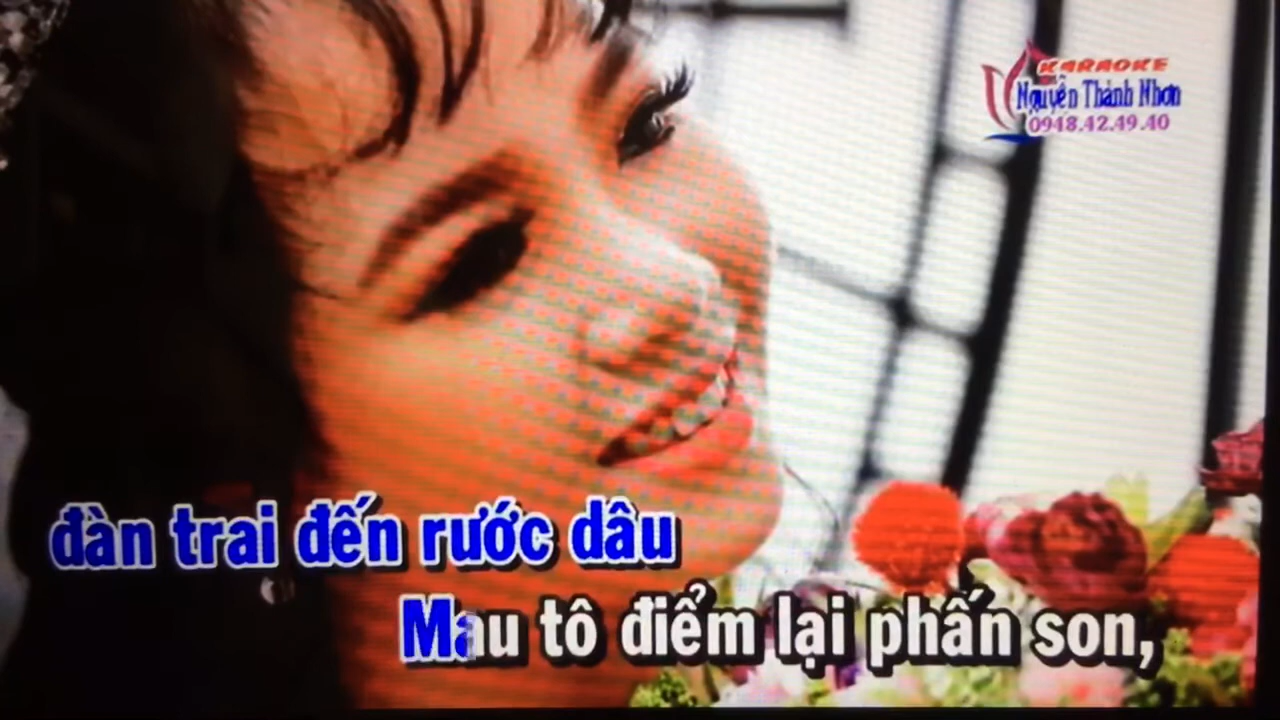 KARAOKE
Nguyễn Thành Nhơn
0948.42.49.40
đàn trai đến rước dâu
Mau tô điểm lại phấn son,